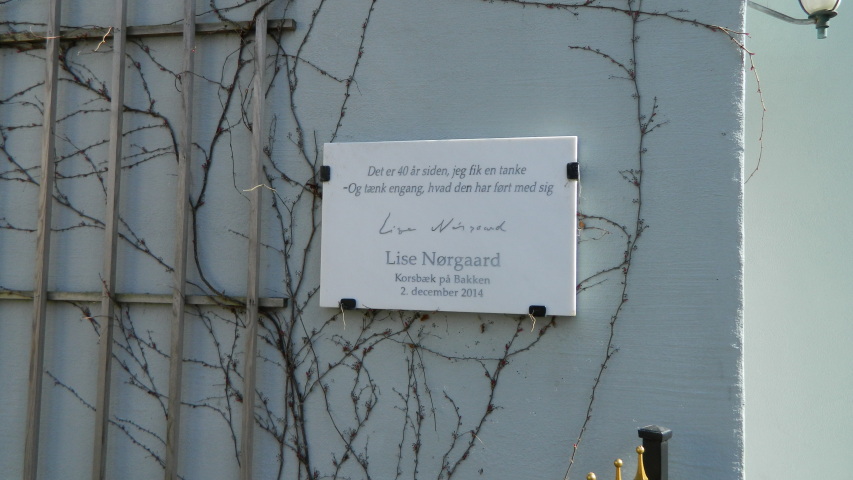 Det er 40 år siden, jeg fik en tanke
-Og tænk engang, hvad den har ført med sig
Lise Nørgaard
Lise Nørgaard
Korsbæk på Bakken
2. december 2014